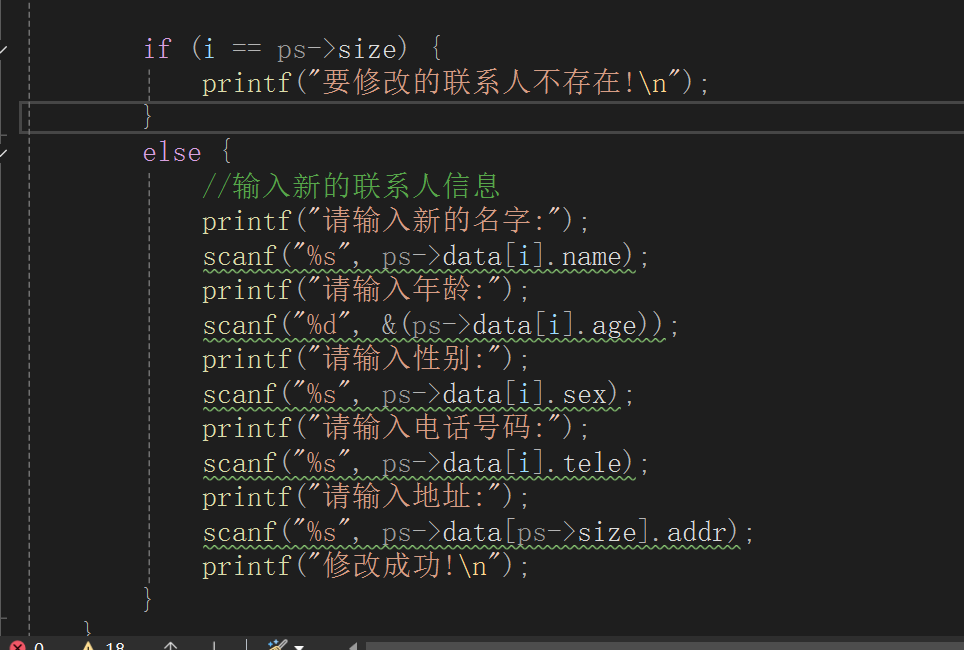 if (i == ps->size) {
printf("要修改的联系人不存在!\n");
}
else {
//输入新的联系人信息
printf("请输入新的名字:");
scanf("%s", ps->data[i].name);
printf("请输入年龄:");
scanf("%d", &(ps->data[i].age));
printf("请输入性别:");
scanf("%s", ps->data[i].sex);
printf("请输入电话号码:");
scanf("%s", ps->data[i].tele);
printf("请输入地址:");
scanf("%s", ps->data[ps->size].addr);
printf("修改成功!\n");
}
}
0 18